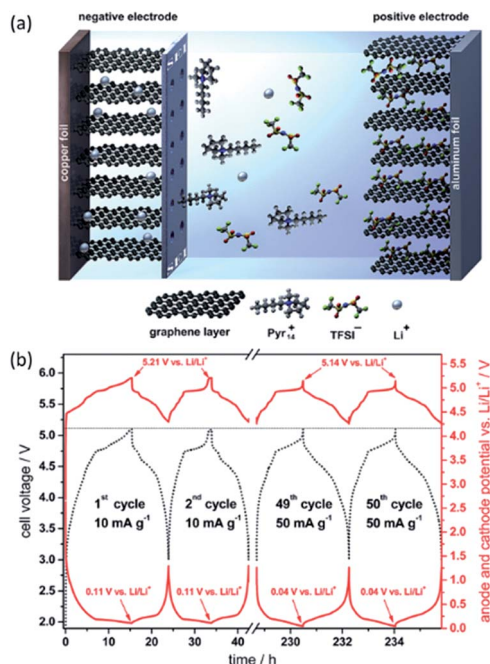 (a)
negative electrode
positive electrode
copper foil
aluminum foil
graphene layer
Pyr₁₄⁺
TFSI⁻
Li⁺
(b)
5.21 V vs. Li/Li⁺
5.14 V vs. Li/Li⁺
6.0
5.5
5.0
4.5
4.0
3.5
3.0
2.5
2.0
cell voltage / V
1ˢᵗ cycle
10 mA g⁻¹
2ⁿᵈ cycle
10 mA g⁻¹
49ᵗʰ cycle
50 mA g⁻¹
50ᵗʰ cycle
50 mA g⁻¹
0.11 V vs. Li/Li⁺
0.11 V vs. Li/Li⁺
0.04 V vs. Li/Li⁺
0.04 V vs. Li/Li⁺
5.5
5.0
4.5
4.0
3.5
3.0
2.5
2.0
1.5
1.0
0.5
0.0
anode and cathode potential vs. Li/Li⁺ / V
0 10 20 30 40 230 232 234
time / h